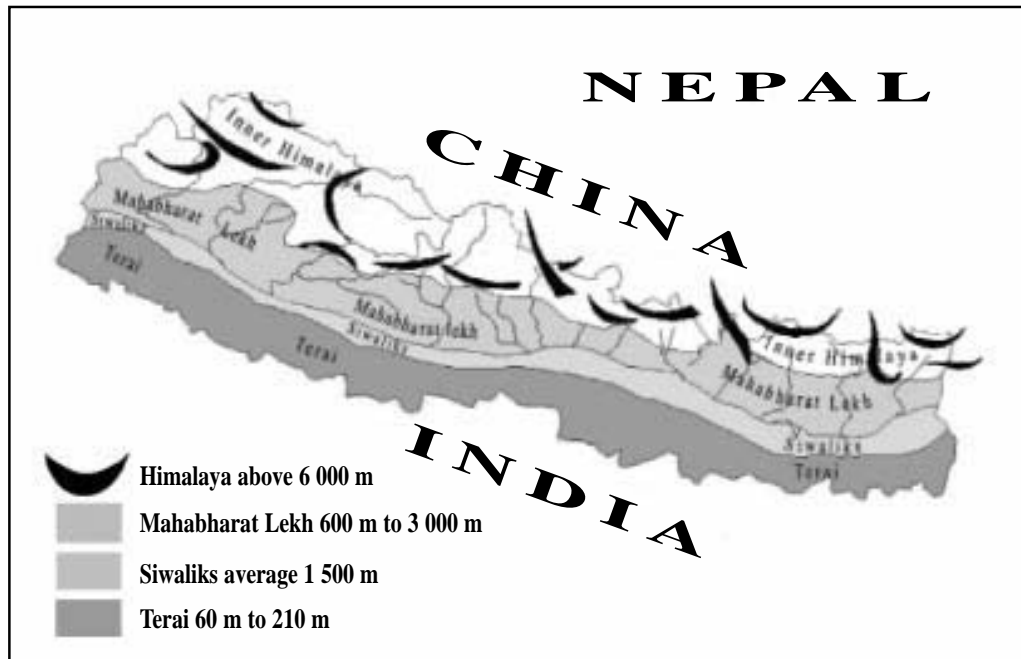 NEPAL
CHINA
Inner Himalaya
Mahabharat Lekh
Siwaliks
Terai
Mahabharat lekh
Siwaliks
Terai
Inner Himalaya
Mahabharat Lekh
Siwaliks
Terai
INDIA
Himalaya above 6 000 m
Mahabharat Lekh 600 m to 3 000 m
Siwaliks average 1 500 m
Terai 60 m to 210 m